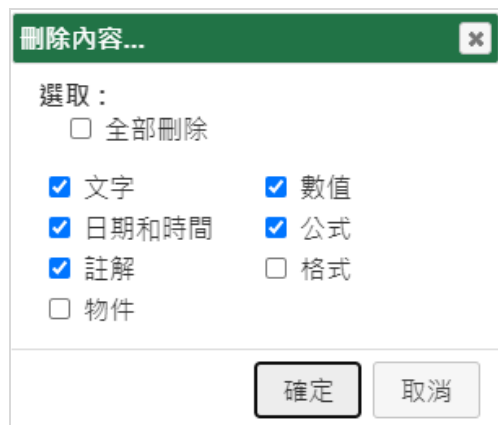 刪除內容...
選取：
全部刪除
文字 數值
日期和時間 公式
註解 格式
物件
確定 取消